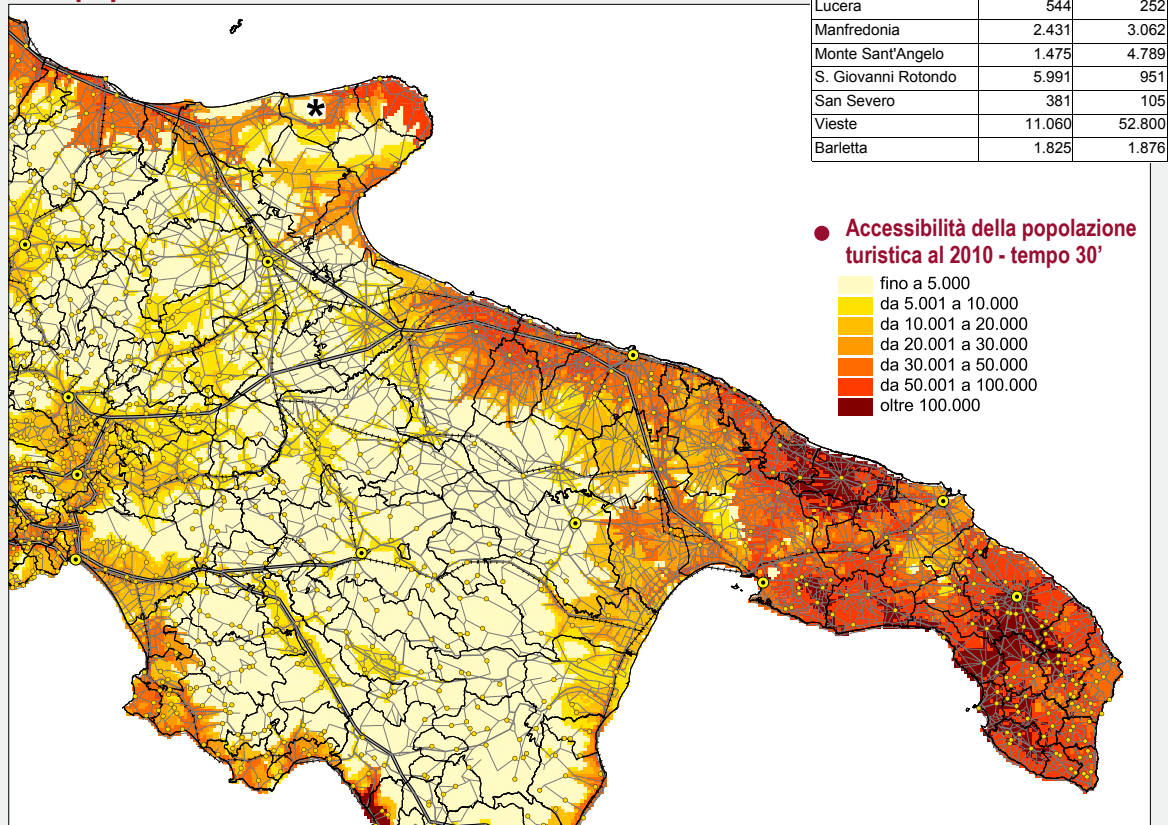 Lucera 544 252
Manfredonia 2.431 3.062
Monte Sant'Angelo 1.475 4.789
S. Giovanni Rotondo 5.991 951
San Severo 381 105
Vieste 11.060 52.800
Barletta 1.825 1.876
*
Accessibilità della popolazione
turistica al 2010 - tempo 30’
fino a 5.000
da 5.001 a 10.000
da 10.001 a 20.000
da 20.001 a 30.000
da 30.001 a 50.000
da 50.001 a 100.000
oltre 100.000